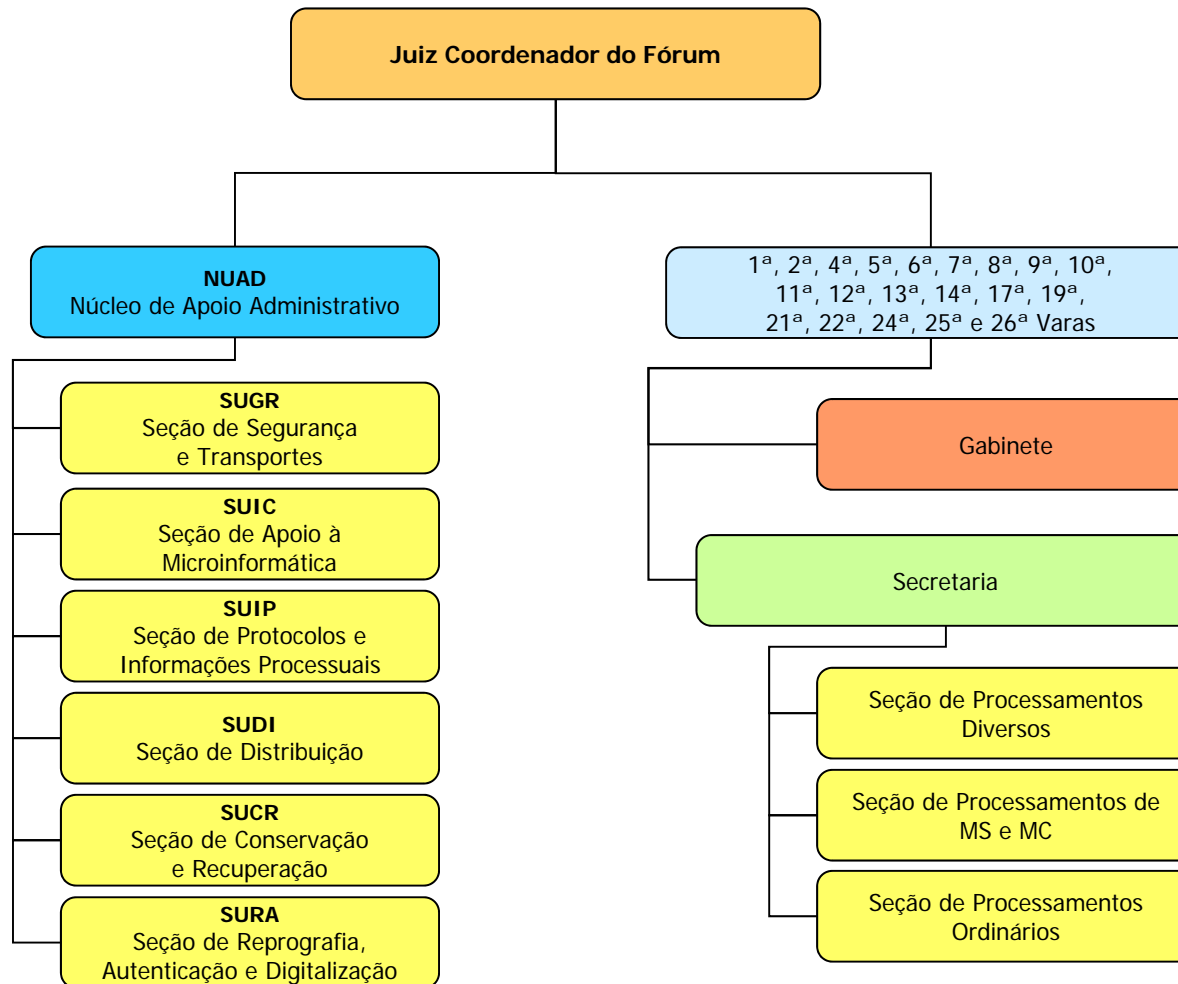 Juiz Coordenador do Fórum
NUAD
Núcleo de Apoio Administrativo
SUGR
Seção de Segurança
e Transportes
SUIC
Seção de Apoio à
Microinformática
SUIP
Seção de Protocolos e
Informações Processuais
SUDI
Seção de Distribuição
SUCR
Seção de Conservação
e Recuperação
SURA
Seção de Reprografia,
Autenticação e Digitalização
1ª, 2ª, 4ª, 5ª, 6ª, 7ª, 8ª, 9ª, 10ª,
11ª, 12ª, 13ª, 14ª, 17ª, 19ª,
21ª, 22ª, 24ª, 25ª e 26ª Varas
Gabinete
Secretaria
Seção de Processamentos
Diversos
Seção de Processamentos de
MS e MC
Seção de Processamentos
Ordinários